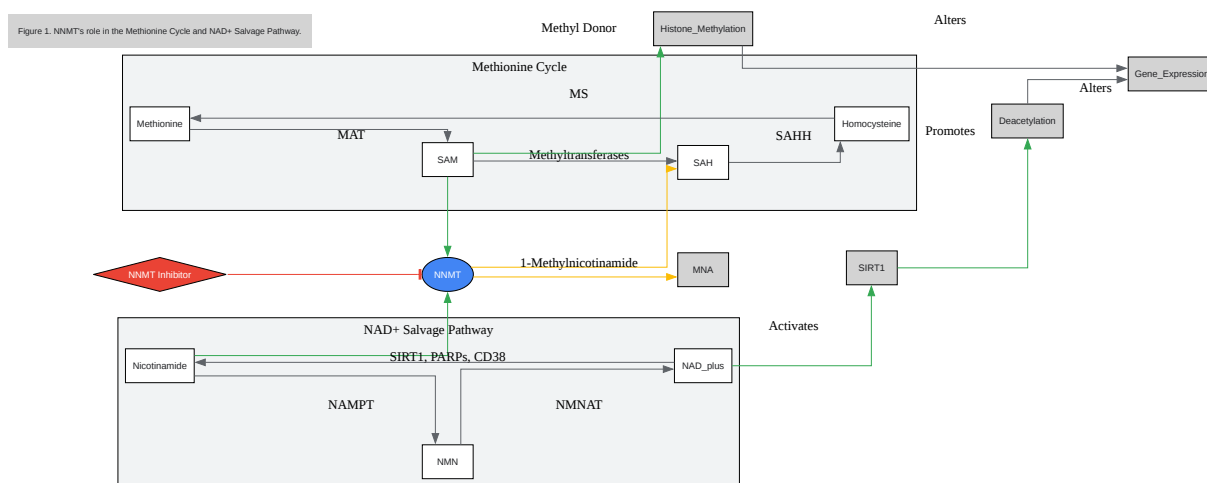 Figure 1. NNMT's role in the Methionine Cycle and NAD+ Salvage Pathway.
Methyl Donor
Histone_Methylation
Alters
Methionine Cycle
Gene_Expression
Alters
MS
Methionine
Homocysteine
Deacetylation
MAT
SAHH
Promotes
SAM
Methyltransferases
SAH
NNMT Inhibitor
NNMT
1-Methylnicotinamide
MNA
SIRT1
NAD+ Salvage Pathway
Activates
Nicotinamide
SIRT1, PARPs, CD38
NAD_plus
NAMPT
NMNAT
NMN